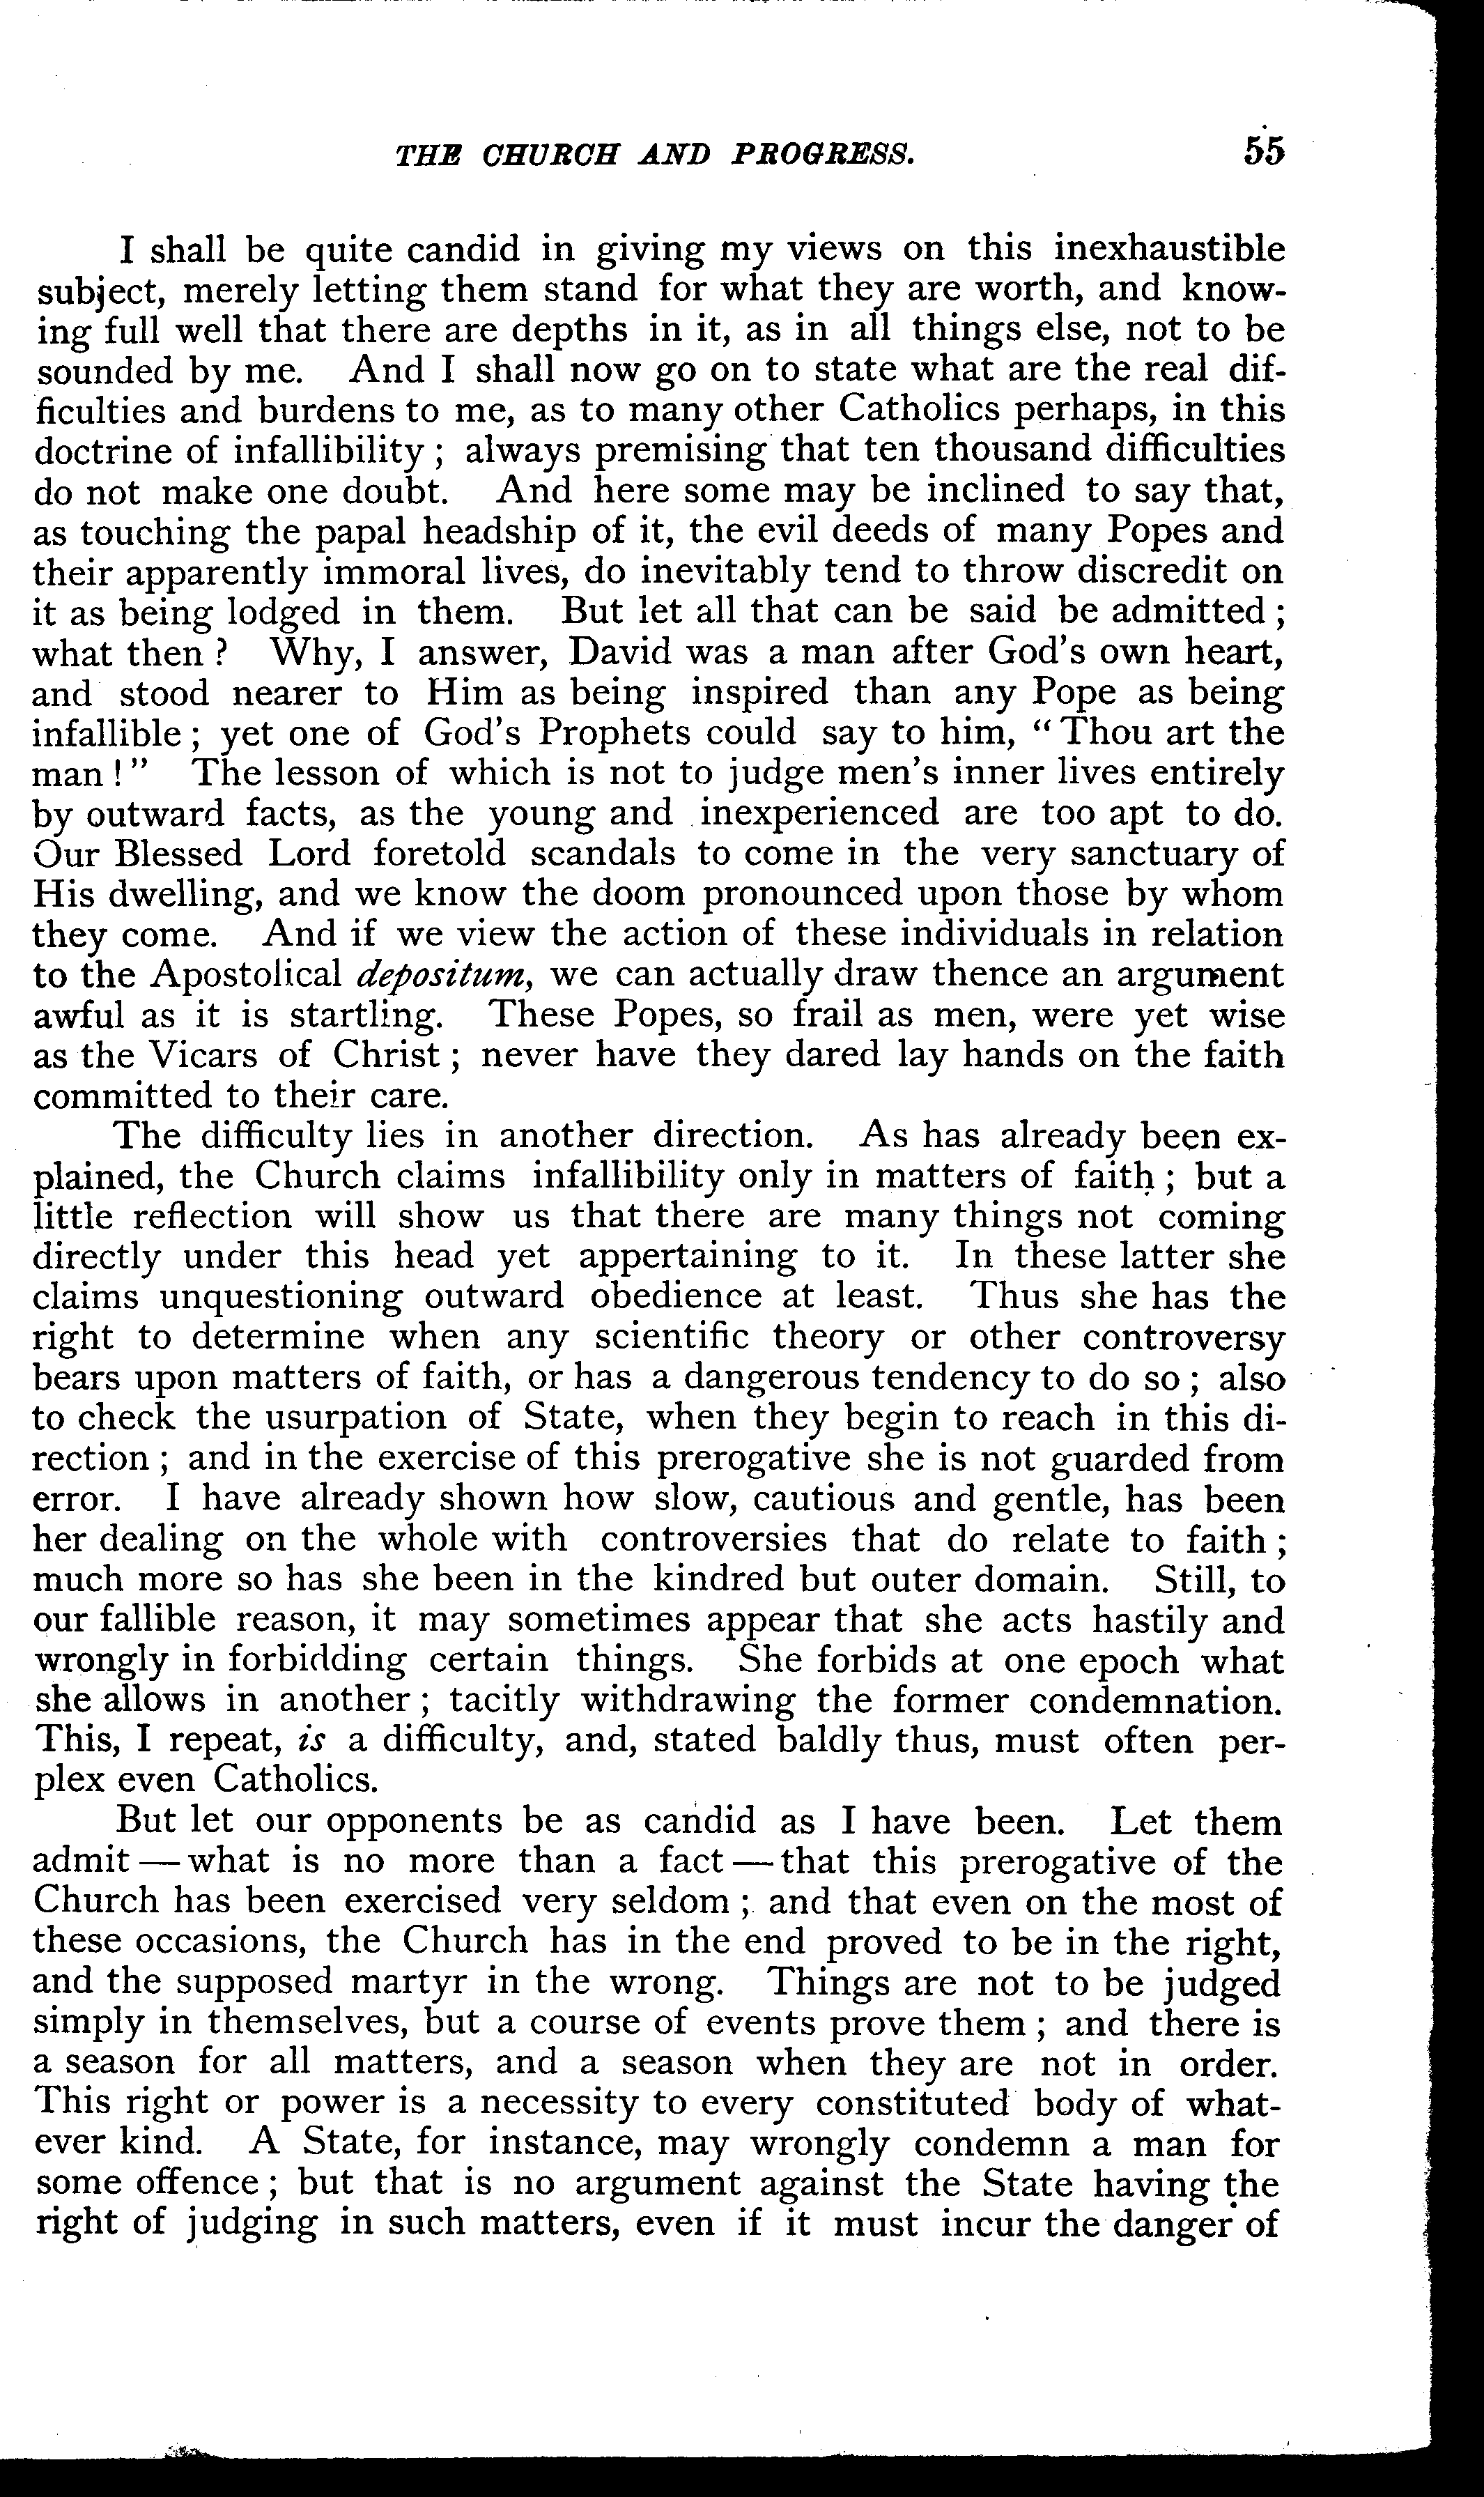 THE CHURCH AND PROGRESS. 55
I shall be quite candid in giving my views on this inexhaustible
subject, merely letting them stand for what they are worth, and know-
ing full well that there are depths in it, as in all things else, not to be
sounded by me. And I shall now go on to state what are the real dif-
ficulties and burdens to me, as to many other Catholics perhaps, in this
doctrine of infallibility ; always premising that ten thousand difficulties
do not make one doubt. And here some may be inclined to say that,
as touching the papal headship of it, the evil deeds of many Popes and
their apparently immoral lives, do inevitably tend to throw discredit on
it as being lodged in them. But let all that can be said be admitted ;
what then ? Why, I answer, David was a man after God's own heart,
and stood nearer to Him as being inspired than any Pope as being
infallible ; yet one of God's Prophets could say to him, " Thou art the
man ! " The lesson of which is not to judge men's inner lives entirely
by outward facts, as the young and inexperienced are too apt to do.
Our Blessed Lord foretold scandals to come in the very sanctuary of
His dwelling, and we know the doom pronounced upon those by whom
they come. And if we view the action of these individuals in relation
to the Apostolical depositum, we can actually draw thence an argument
awful as it is startling. These Popes, so frail as men, were yet wise
as the Vicars of Christ ; never have they dared lay hands on the faith
committed to their care.
The difficulty lies in another direction. As has already been ex-
plained, the Church claims infallibility only in matters of faith ; but a
little reflection will show us that there are many things not coming
directly under this head yet appertaining to it. In these latter she
claims unquestioning outward obedience at least. Thus she has the
right to determine when any scientific theory or other controversy
bears upon matters of faith, or has a dangerous tendency to do so ; also
to check the usurpation of State, when they begin to reach in this di-
rection ; and in the exercise of this prerogative she is not guarded from
error. I have already shown how slow, cautious and gentle, has been
her dealing on the whole with controversies that do relate to faith ;
much more so has she been in the kindred but outer domain. Still, to
our fallible reason, it may sometimes appear that she acts hastily and
wrongly in forbidding certain things. She forbids at one epoch what
she allows in another ; tacitly withdrawing the former condemnation.
This, I repeat, is a difficulty, and, stated baldly thus, must often per-
plex even Catholics.
But let our opponents be as candid as I have been. Let them
admit — what is no more than a fact — that this prerogative of the
Church has been exercised very seldom ; and that even on the most of
these occasions, the Church has in the end proved to be in the right,
and the supposed martyr in the wrong. Things are not to be judged
simply in themselves, but a course of events prove them ; and there is
a season for all matters, and a season when they are not in order.
This right or power is a necessity to every constituted body of what-
ever kind. A State, for instance, may wrongly condemn a man for
some offence ; but that is no argument against the State having the
right of judging in such matters, even if it must incur the danger of